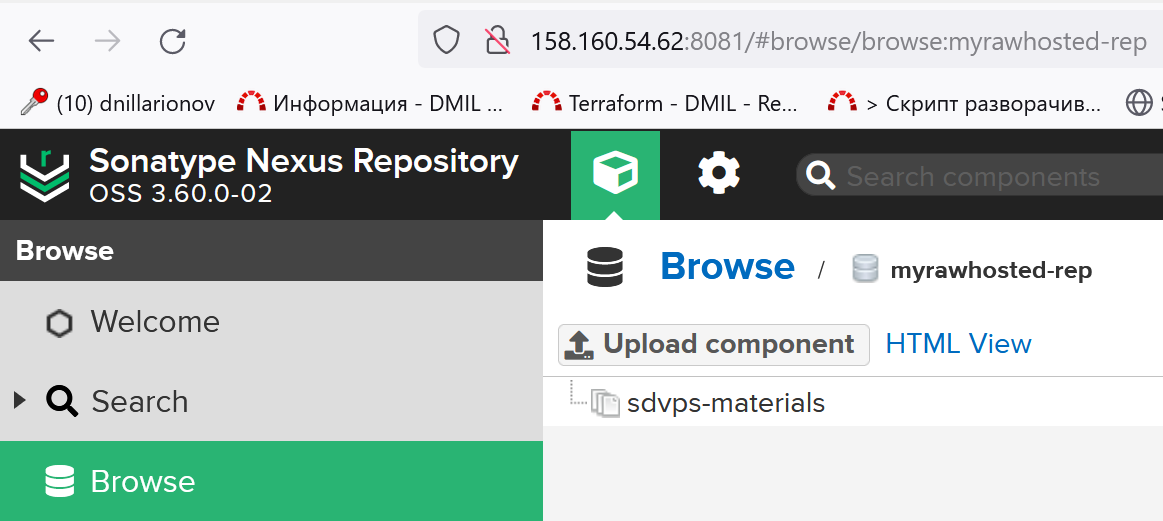 158.160.54.62:8081/#browse/browse:myrawhosted-rep
(10) dnillarionov Информация - DMIL ... Terraform - DMIL - Re... > Скрипт разворачив...
Sonatype Nexus Repository
OSS 3.60.0-02
Search components
Browse
Welcome
Search
Browse
Browse / myrawhosted-rep
Upload component HTML View
sdvps-materials